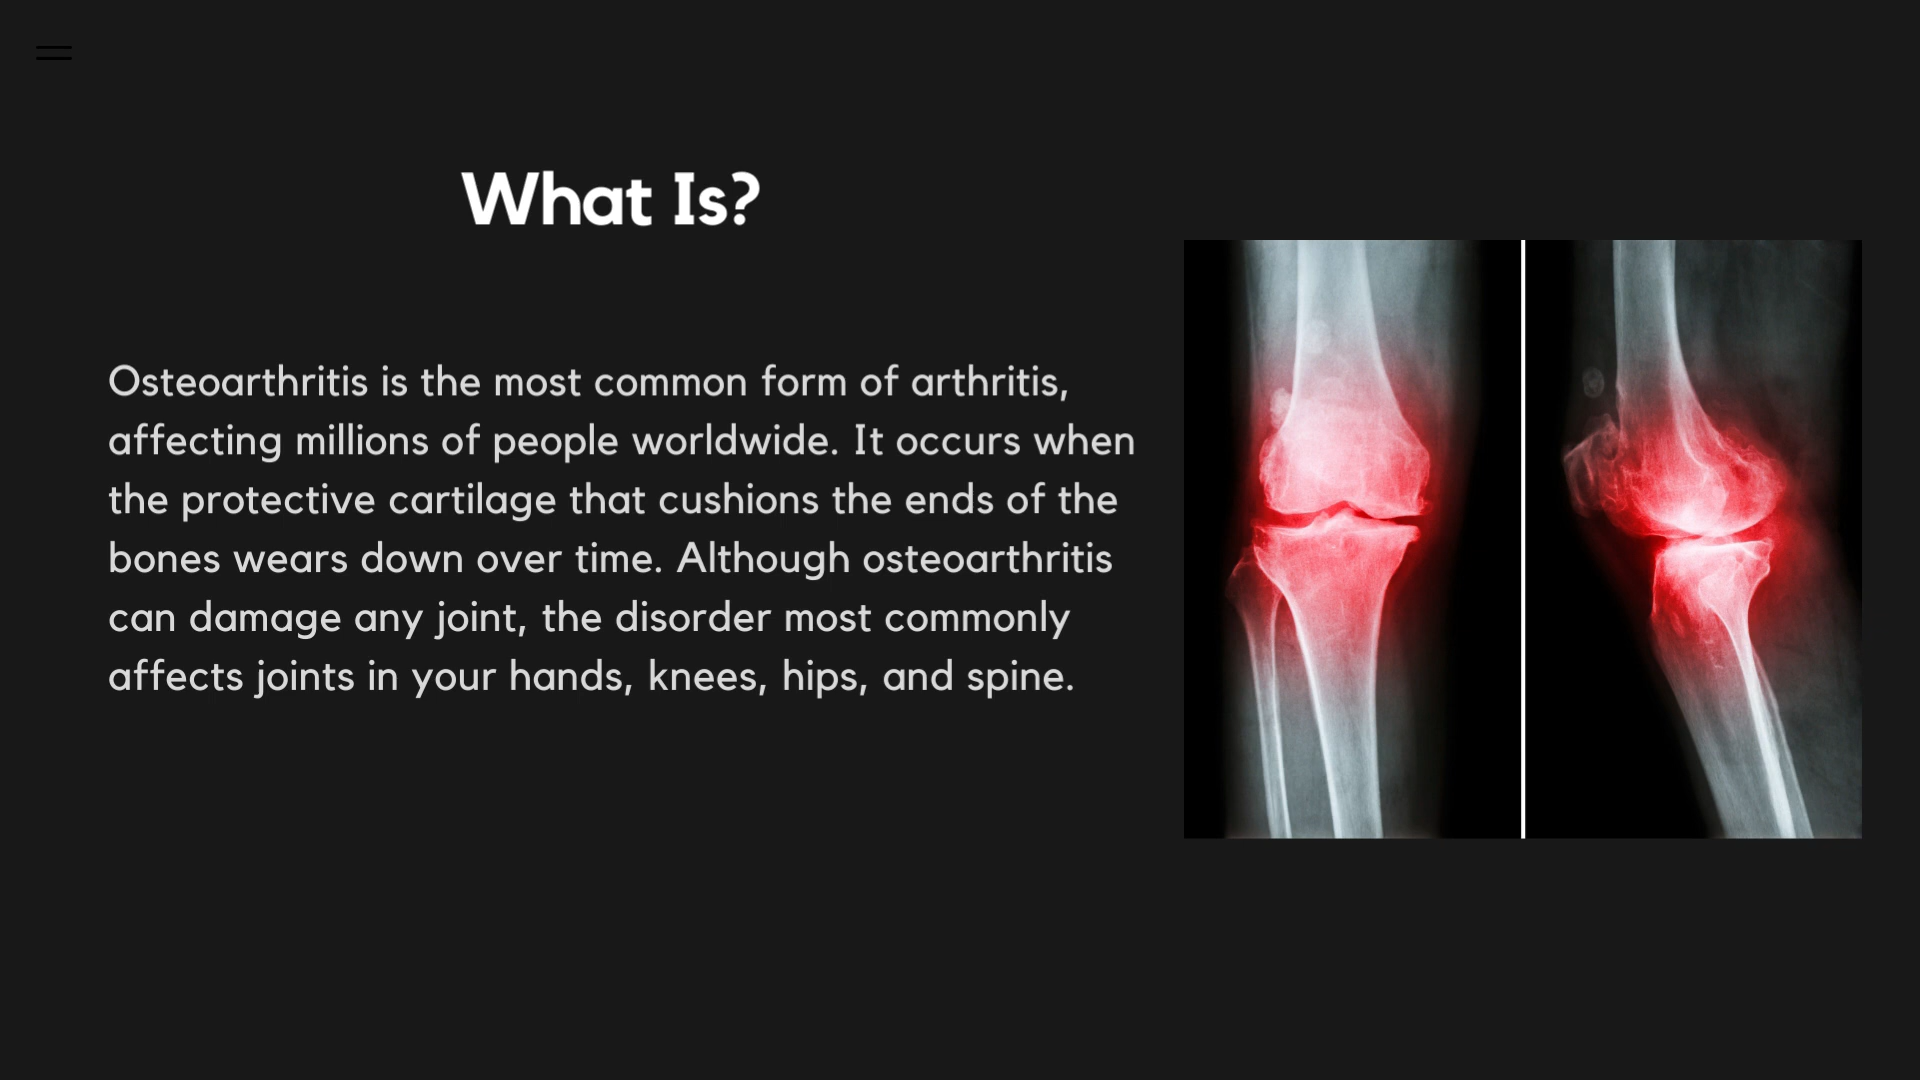 What Is?
Osteoarthritis is the most common form of arthritis,
affecting millions of people worldwide. It occurs when
the protective cartilage that cushions the ends of the
bones wears down over time. Although osteoarthritis
can damage any joint, the disorder most commonly
affects joints in your hands, knees, hips, and spine.